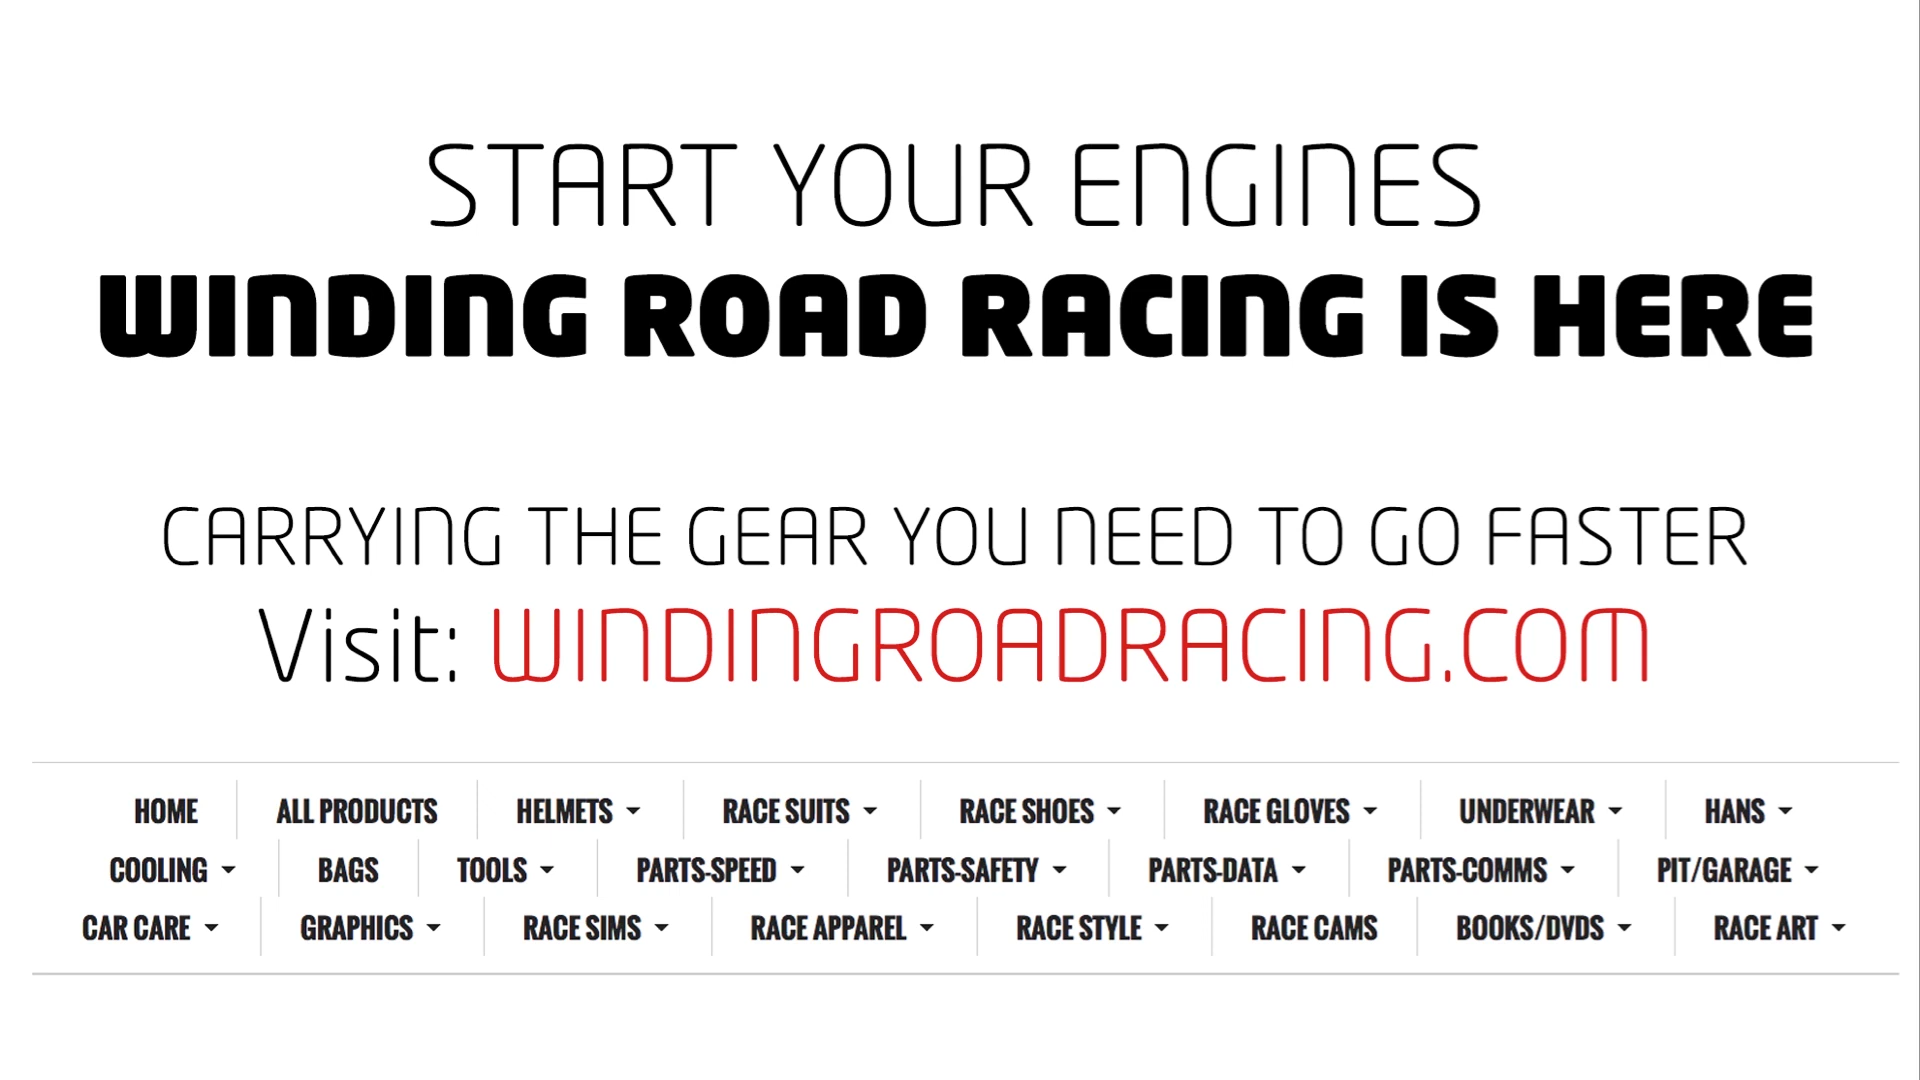 START YOUR ENGINES
WINDING ROAD RACING IS HERE
CARRYING THE GEAR YOU NEED TO GO FASTER
Visit: WINDINGROADRACING.COM
HOME ALL PRODUCTS HELMETS RACE SUITS RACE SHOES RACE GLOVES UNDERWEAR HANS
COOLING BAGS TOOLS PARTS-SPEED PARTS-SAFETY PARTS-DATA PARTS-COMMS PIT/GARAGE
CAR CARE GRAPHICS RACE SIMS RACE APPAREL RACE STYLE RACE CAMS BOOKS/DVDS RACE ART